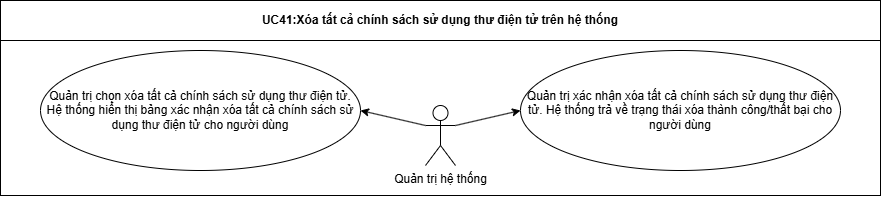 UC41:Xóa tất cả chính sách sử dụng thư điện tử trên hệ thống
Quản trị chọn xóa tất cả chính sách sử dụng thư điện tử.
Hệ thống hiển thị bảng xác nhận xóa tất cả chính sách sử
dụng thư điện tử cho người dùng
Quản trị xác nhận xóa tất cả chính sách sử dụng thư điện
tử. Hệ thống trả về trạng thái xóa thành công/thất bại cho
người dùng
Quản trị hệ thống